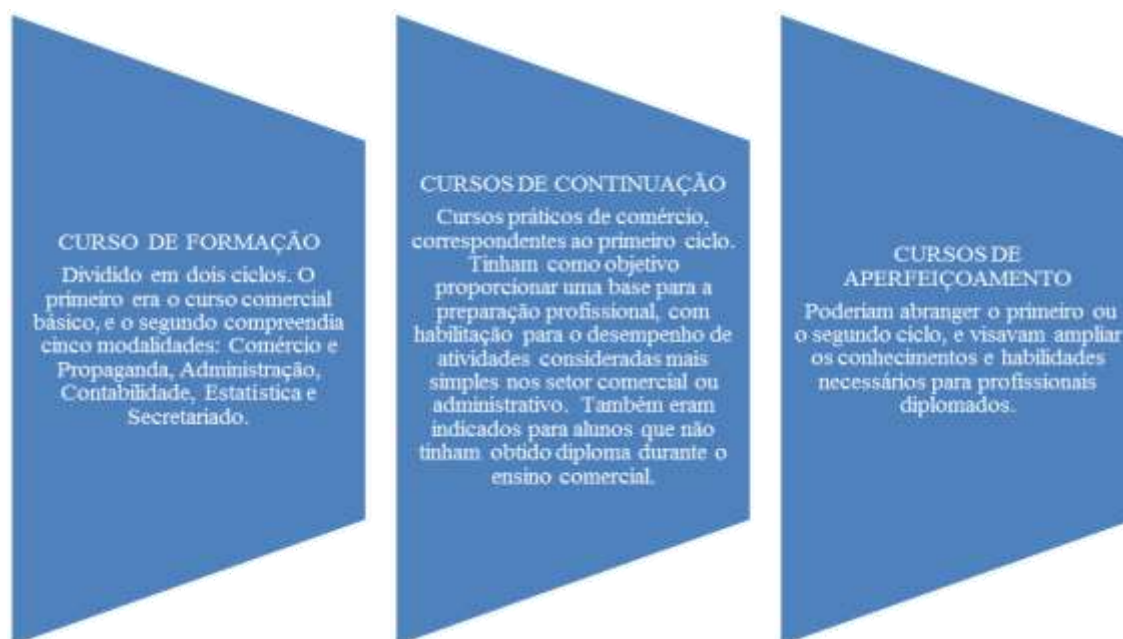 CURSO DE FORMAÇÃO
Dividido em dois ciclos. O
primeiro era o curso comercial
básico, e o segundo compreendia
cinco modalidades: Comércio e
Propaganda, Administração,
Contabilidade, Estatística e
Secretariado.
CURSOS DE CONTINUAÇÃO
Cursos práticos de comércio,
correspondentes ao primeiro ciclo.
Tinham como objetivo
proporcionar uma base para a
preparação profissional, com
habilitação para o desempenho de
atividades consideradas mais
simples nos setor comercial ou
administrativo. Também eram
indicados para alunos que não
tinham obtido diploma durante o
ensino comercial.
CURSOS DE
APERFEIÇOAMENTO
Poderiam abranger o primeiro ou
o segundo ciclo, e visavam ampliar
os conhecimentos e habilidades
necessários para profissionais
diplomados.